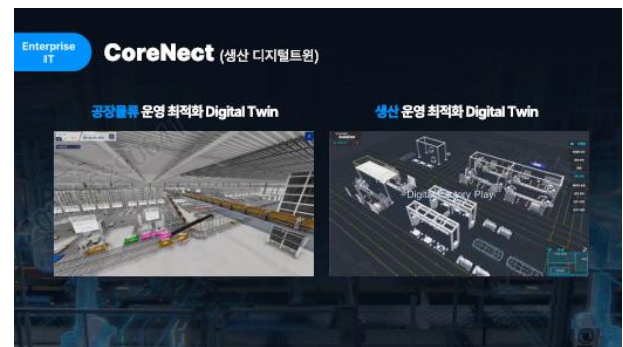 Enterprise
IT
CoreNect (생산 디지털트윈)
공장물류 운영 최적화 Digital Twin
생산 운영 최적화 Digital Twin
Digital Factory Play